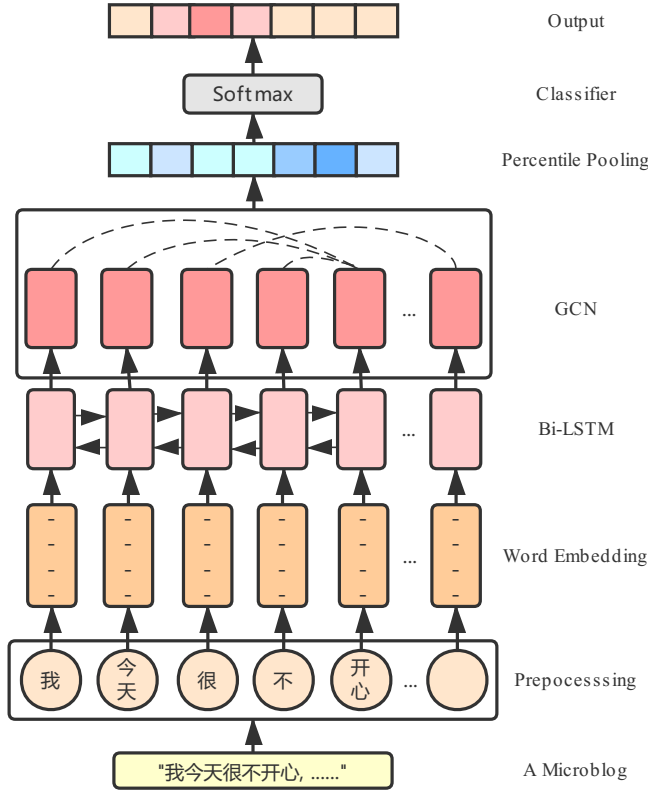 Output
Softmax
Classifier
Percentile Pooling
GCN
...
Bi-LSTM
...
- - - - - -
- - - - - -
- - - - - -
- - - - - -
Word Embedding
...
我 今天 很 不 开心 ...
Prepocesssing
"我今天很不开心, ......"
A Microblog